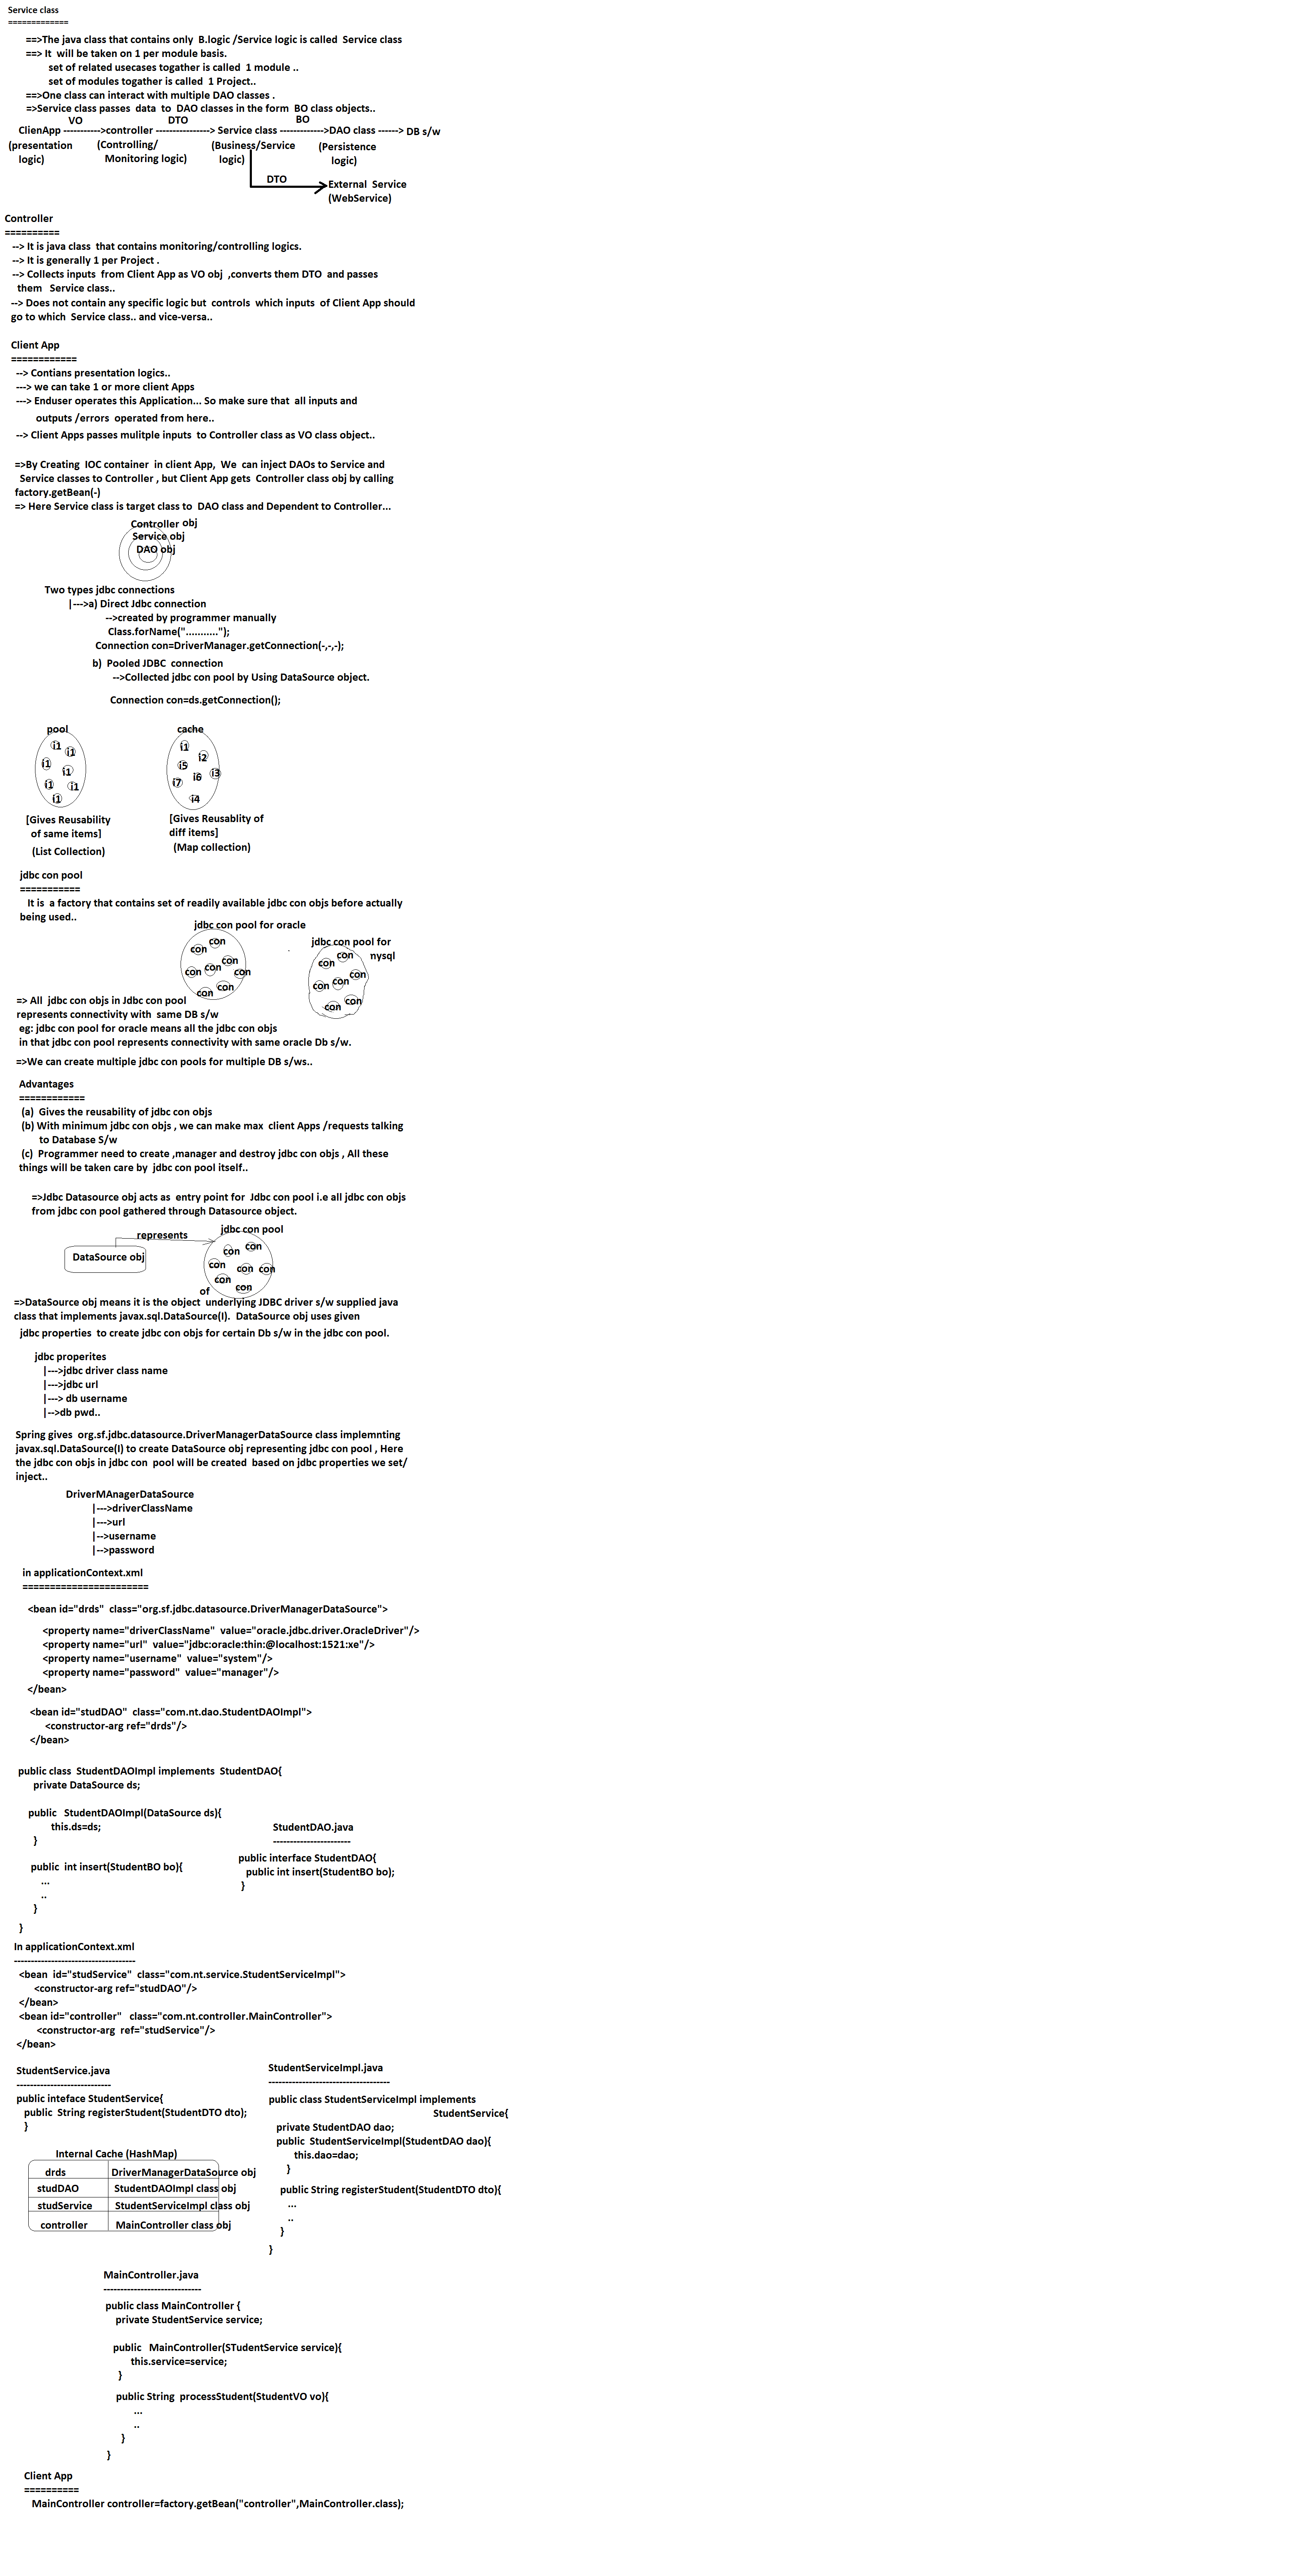 Service class
=============
==>The java class that contains only B.logic /Service logic is called Service class
==> It will be taken on 1 per module basis.
set of related usecases togather is called 1 module ..
set of modules togather is called 1 Project..
==>One class can interact with multiple DAO classes .
=>Service class passes data to DAO classes in the form BO class objects..
VO DTO BO
ClienApp ----------->controller ----------------> Service class ------------->DAO class ------> DB s/w
(presentation (Controlling/ (Business/Service (Persistence
logic) Monitoring logic) logic) logic)
DTO
External Service
(WebService)
Controller
==========
--> It is java class that contains monitoring/controlling logics.
--> It is generally 1 per Project .
--> Collects inputs from Client App as VO obj ,converts them DTO and passes
them Service class..
--> Does not contain any specific logic but controls which inputs of Client App should
go to which Service class.. and vice-versa..
Client App
============
--> Contians presentation logics..
---> we can take 1 or more client Apps
---> Enduser operates this Application... So make sure that all inputs and
outputs /errors operated from here..
--> Client Apps passes mulitple inputs to Controller class as VO class object..
=>By Creating IOC container in client App, We can inject DAOs to Service and
Service classes to Controller , but Client App gets Controller class obj by calling
factory.getBean(-)
=> Here Service class is target class to DAO class and Dependent to Controller...
Controller obj
Service obj
DAO obj
Two types jdbc connections
|--->a) Direct Jdbc connection
-->created by programmer manually
Class.forName("...........");
Connection con=DriverManager.getConnection(-,-,-);
b) Pooled JDBC connection
-->Collected jdbc con pool by Using DataSource object.
Connection con=ds.getConnection();
pool
i1
i1
i1
i1
i1
i1
i1
[Gives Reusability
of same items]
(List Collection)
cache
i1
i2
i5
i3
i6
i7
i4
[Gives Reusablity of
diff items]
(Map collection)
jdbc con pool
===========
It is a factory that contains set of readily available jdbc con objs before actually
being used..
jdbc con pool for oracle
con
con
con
con
con
con
con
con
jdbc con pool for
nysql
con
con
con
con
con
con
con
=> All jdbc con objs in Jdbc con pool
represents connectivity with same DB s/w
eg: jdbc con pool for oracle means all the jdbc con objs
in that jdbc con pool represents connectivity with same oracle Db s/w.
=>We can create multiple jdbc con pools for multiple DB s/ws..
Advantages
============
(a) Gives the reusability of jdbc con objs
(b) With minimum jdbc con objs , we can make max client Apps /requests talking
to Database S/w
(c) Programmer need to create ,manager and destroy jdbc con objs , All these
things will be taken care by jdbc con pool itself..
=>Jdbc Datasource obj acts as entry point for Jdbc con pool i.e all jdbc con objs
from jdbc con pool gathered through Datasource object.
jdbc con pool
represents
DataSource obj
con
con
con
con
con
con
con
of
=>DataSource obj means it is the object underlying JDBC driver s/w supplied java
class that implements javax.sql.DataSource(I). DataSource obj uses given
jdbc properties to create jdbc con objs for certain Db s/w in the jdbc con pool.
jdbc properites
|--->jdbc driver class name
|--->jdbc url
|---> db username
|-->db pwd..
Spring gives org.sf.jdbc.datasource.DriverManagerDataSource class implemnting
javax.sql.DataSource(I) to create DataSource obj representing jdbc con pool , Here
the jdbc con objs in jdbc con pool will be created based on jdbc properties we set/
inject..
DriverMAnagerDataSource
|--->driverClassName
|--->url
|-->username
|-->password
in applicationContext.xml
=======================
<bean id="drds" class="org.sf.jdbc.datasource.DriverManagerDataSource">
<property name="driverClassName" value="oracle.jdbc.driver.OracleDriver"/>
<property name="url" value="jdbc:oracle:thin:@localhost:1521:xe"/>
<property name="username" value="system"/>
<property name="password" value="manager"/>
</bean>
<bean id="studDAO" class="com.nt.dao.StudentDAOImpl">
<constructor-arg ref="drds"/>
</bean>
public class StudentDAOImpl implements StudentDAO{
private DataSource ds;
public StudentDAOImpl(DataSource ds){
this.ds=ds;
}
public int insert(StudentBO bo){
...
..
}
}
StudentDAO.java
-----------------------
public interface StudentDAO{
public int insert(StudentBO bo);
}
In applicationContext.xml
------------------------------------
<bean id="studService" class="com.nt.service.StudentServiceImpl">
<constructor-arg ref="studDAO"/>
</bean>
<bean id="controller" class="com.nt.controller.MainController">
<constructor-arg ref="studService"/>
</bean>
StudentService.java
----------------------------
public inteface StudentService{
public String registerStudent(StudentDTO dto);
}
StudentServiceImpl.java
------------------------------------
public class StudentServiceImpl implements
StudentService{
private StudentDAO dao;
public StudentServiceImpl(StudentDAO dao){
this.dao=dao;
}
public String registerStudent(StudentDTO dto){
...
..
}
}
Internal Cache (HashMap)
drds DriverManagerDataSource obj
studDAO StudentDAOImpl class obj
studService StudentServiceImpl class obj
controller MainController class obj
MainController.java
-----------------------------
public class MainController {
private StudentService service;
public MainController(STudentService service){
this.service=service;
}
public String processStudent(StudentVO vo){
...
..
}
}
Client App
==========
MainController controller=factory.getBean("controller",MainController.class);